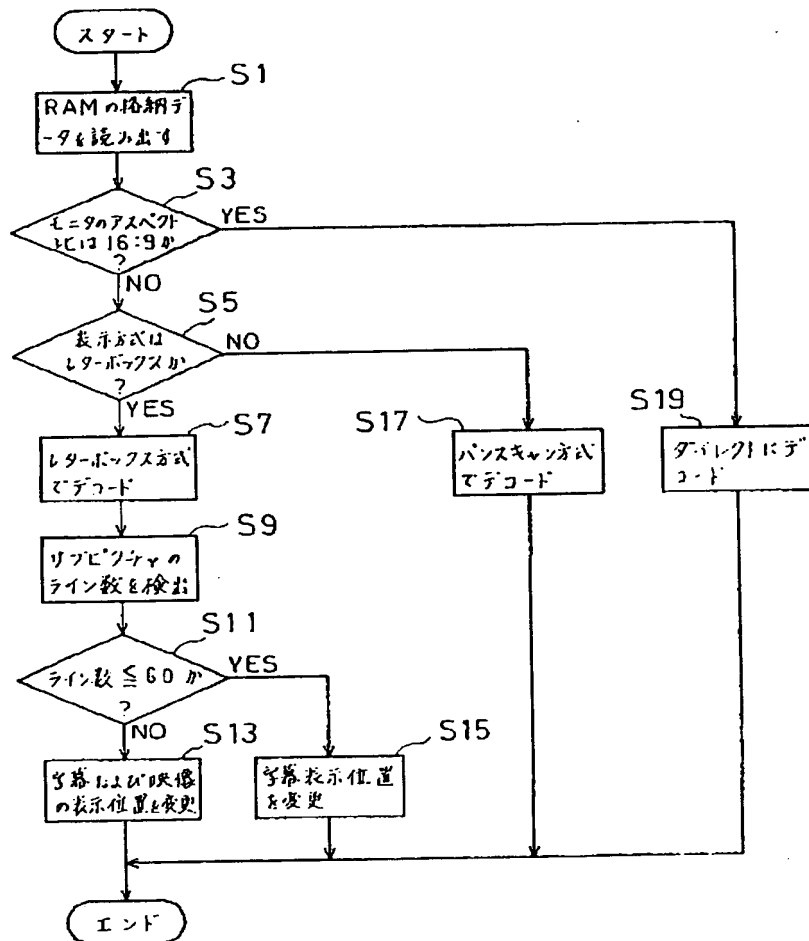 スタート
S1
RAMの格納デ
ータを読み出す
S3
モニタのアスペクト
比は16:9か
?
YES
NO
S5
表示方式は
レターボックスか
?
NO
YES
S7
レターボックス方式
でデコード
S17
パンスキャン方式
でデコード
S19
ダイレクトにデ
コード
S9
サブピクチャの
ライン数を検出
S11
ライン数≦60か
?
YES
NO
S13
字幕および映像
の表示位置を変更
S15
字幕表示位置
を変更
エンド